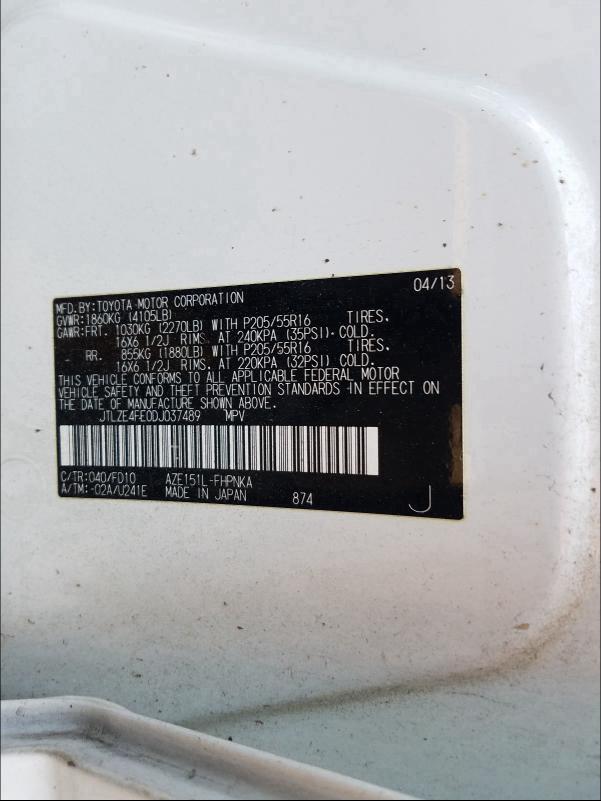 04/13
MFD.BY:TOYOTA MOTOR CORPORATION
GVWR:1860KG (4105LB)
GAWR:FRT. 1030KG (2270LB) WITH P205/55R16 TIRES.
16X6 1/2J RIMS. AT 240KPA (35PSI) COLD.
RR. 855KG (1880LB) WITH P205/55R16 TIRES.
16X6 1/2J RIMS. AT 220KPA (32PSI) COLD.
THIS VEHICLE CONFORMS TO ALL APPLICABLE FEDERAL MOTOR
VEHICLE SAFETY AND THEFT PREVENTION STANDARDS IN EFFECT ON
THE DATE OF MANUFACTURE SHOWN ABOVE.
JTLZE4FE0DJ037489 MPV
C/TR:040/FD10 AZE151L-FHPNKA
A/TM:-02A/U241E MADE IN JAPAN 874
J